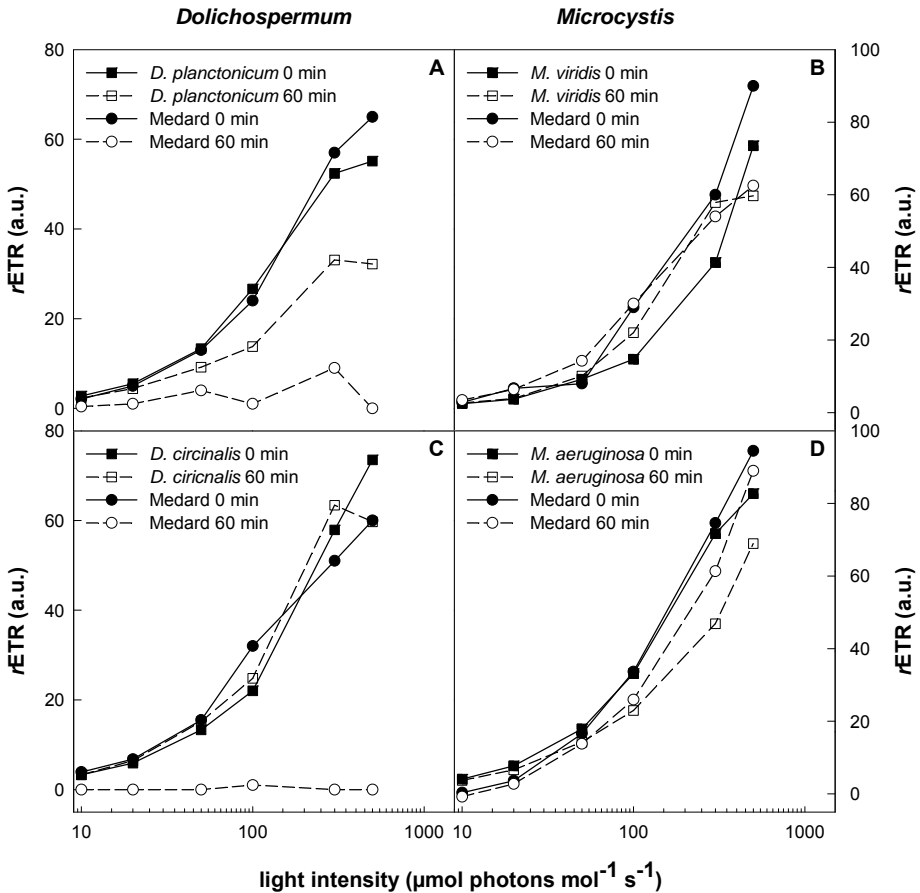 Dolichospermum
Microcystis
80
60
40
20
0
rETR (a.u.)
A
D. planctonicum 0 min
D. planctonicum 60 min
Medard 0 min
Medard 60 min
B
M. viridis 0 min
M. viridis 60 min
Medard 0 min
Medard 60 min
100
80
60
40
20
0
rETR (a.u.)
80
60
40
20
0
rETR (a.u.)
C
D. circinalis 0 min
D. ciricnalis 60 min
Medard 0 min
Medard 60 min
D
M. aeruginosa 0 min
M. aeruginosa 60 min
Medard 0 min
Medard 60 min
100
80
60
40
20
0
rETR (a.u.)
10 100 1000
10 100 1000
light intensity (µmol photons mol⁻¹ s⁻¹)